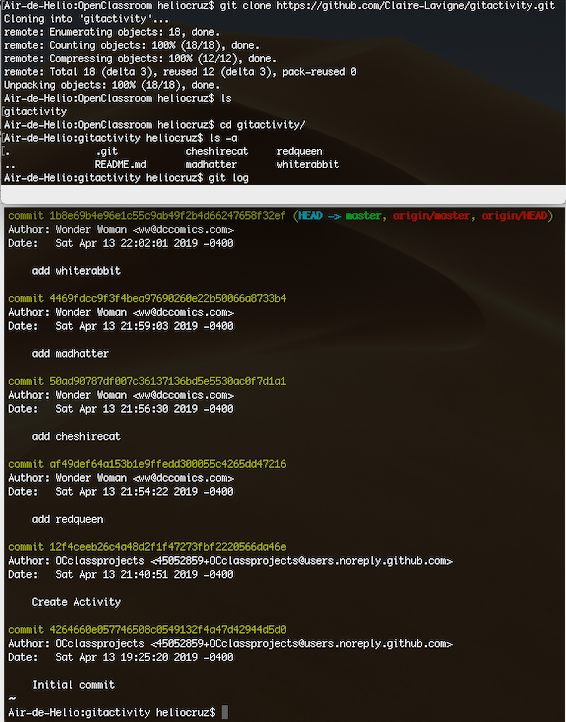 [Air-de-Helio:OpenClassroom heliocruz$ git clone https://github.com/Claire-Lavigne/gitactivity.git
Cloning into 'gitactivity'...
remote: Enumerating objects: 18, done.
remote: Counting objects: 100% (18/18), done.
remote: Compressing objects: 100% (12/12), done.
remote: Total 18 (delta 3), reused 12 (delta 3), pack-reused 0
Unpacking objects: 100% (18/18), done.
[Air-de-Helio:OpenClassroom heliocruz$ ls
gitactivity
[Air-de-Helio:OpenClassroom heliocruz$ cd gitactivity/
[Air-de-Helio:gitactivity heliocruz$ ls -a
. .git cheshirecat redqueen
.. README.md madhatter whiterabbit
Air-de-Helio:gitactivity heliocruz$ git log
commit 1b8e69b4e96e1c55c9ab49f2b4d66247658f32ef (HEAD -> master, origin/master, origin/HEAD)
Author: Wonder Woman <ww@dccomics.com>
Date: Sat Apr 13 22:02:01 2019 -0400
add whiterabbit
commit 4469fdcc9f3f4bea97690260e22b50066a8733b4
Author: Wonder Woman <ww@dccomics.com>
Date: Sat Apr 13 21:59:03 2019 -0400
add madhatter
commit 50ad90787df007c36137136bd5e5530ac0f7d1a1
Author: Wonder Woman <ww@dccomics.com>
Date: Sat Apr 13 21:56:30 2019 -0400
add cheshirecat
commit af49def64a153b1e9ffedd300055c4265dd47216
Author: Wonder Woman <ww@dccomics.com>
Date: Sat Apr 13 21:54:22 2019 -0400
add redqueen
commit 12f4ceeb26c4a48d2f1f47273fbf2220566da46e
Author: OCclassprojects <45052859+OCclassprojects@users.noreply.github.com>
Date: Sat Apr 13 21:40:51 2019 -0400
Create Activity
commit 4264660e057746508c0549132f4a47d42944d5d0
Author: OCclassprojects <45052859+OCclassprojects@users.noreply.github.com>
Date: Sat Apr 13 19:25:20 2019 -0400
Initial commit
~
Air-de-Helio:gitactivity heliocruz$